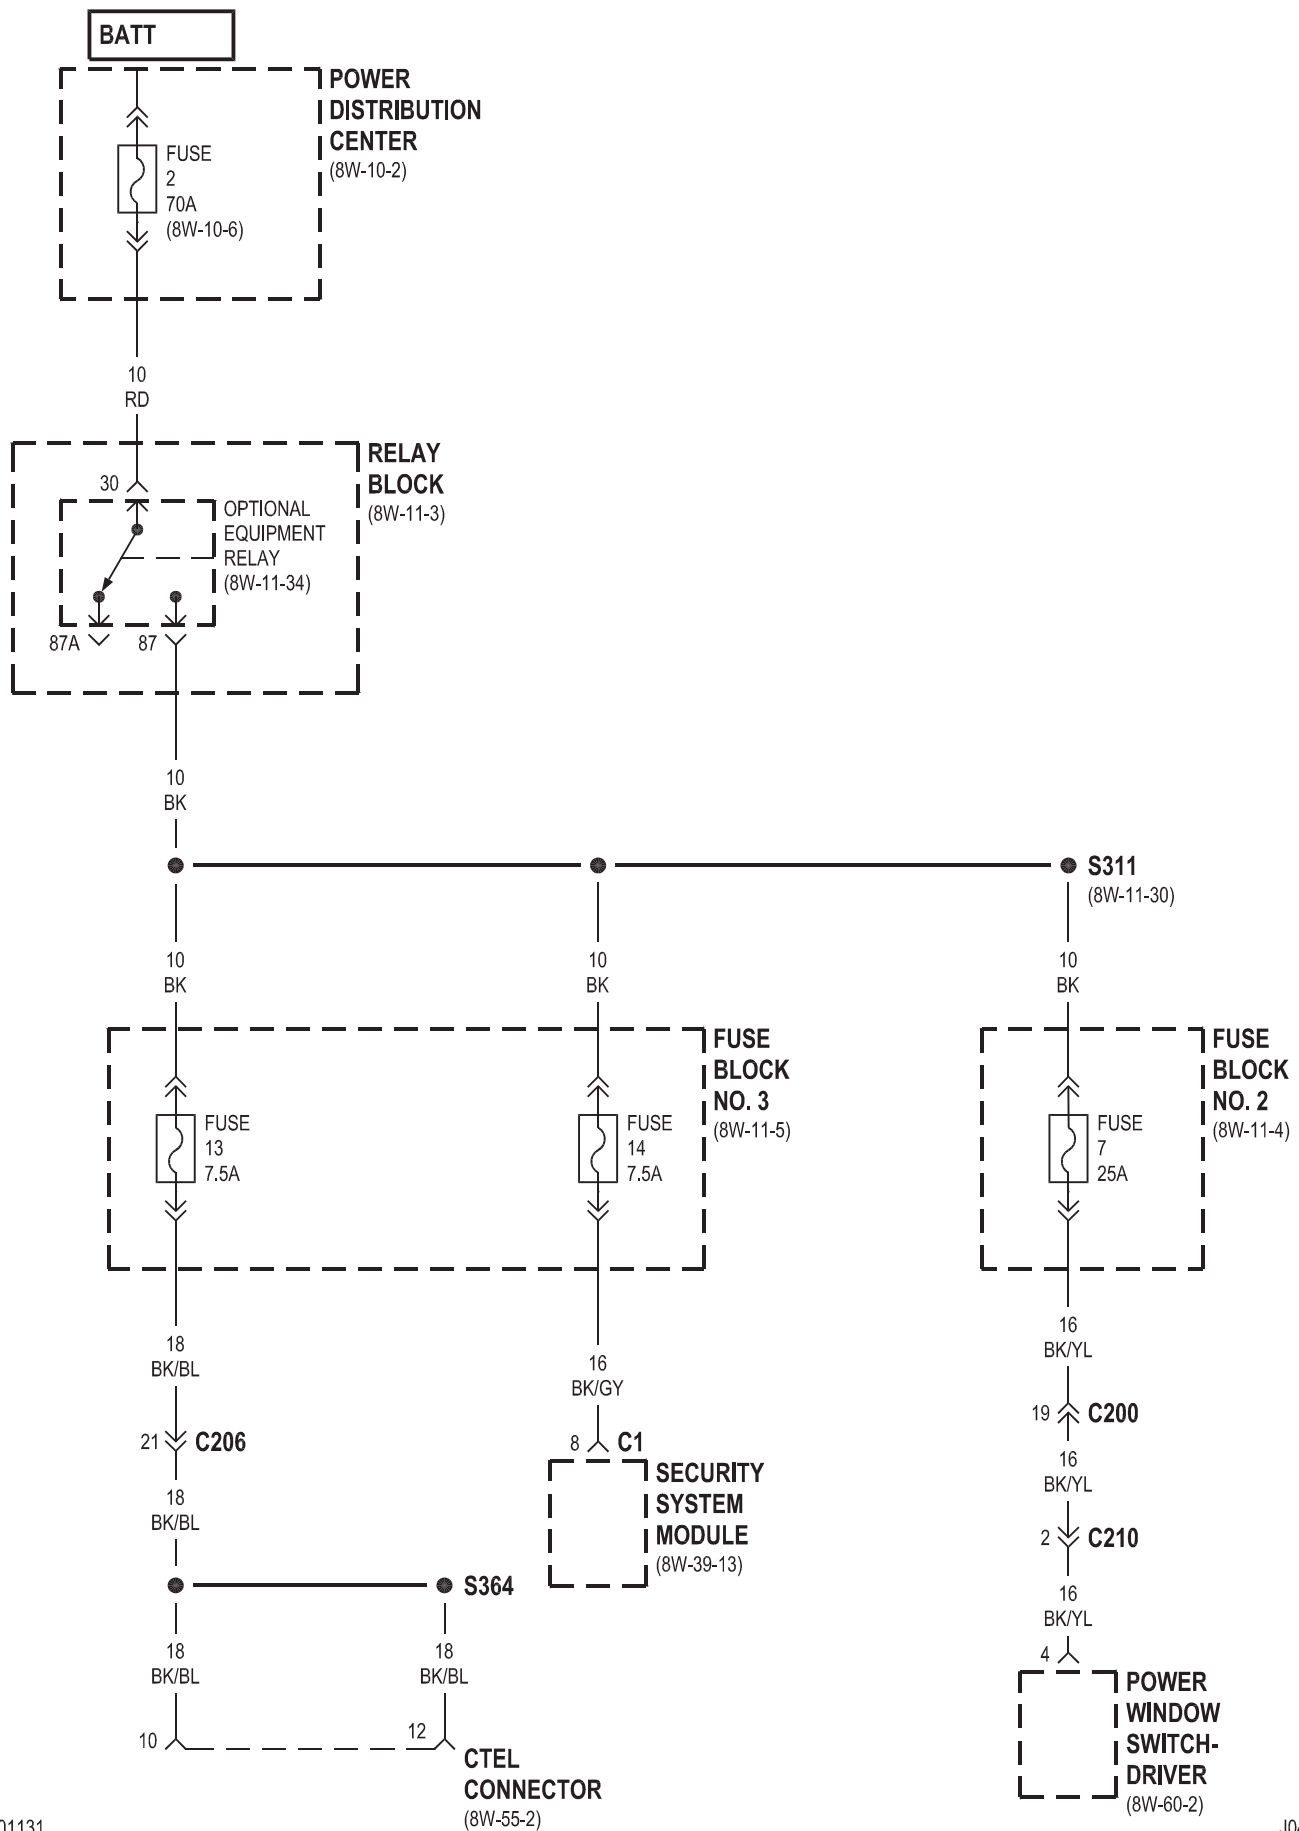 BATT
POWER
DISTRIBUTION
CENTER
(8W-10-2)
FUSE
2
70A
(8W-10-6)
10
RD
RELAY
BLOCK
(8W-11-3)
30
OPTIONAL
EQUIPMENT
RELAY
(8W-11-34)
87A
87
10
BK
S311
(8W-11-30)
10
BK
10
BK
10
BK
FUSE
BLOCK
NO. 3
(8W-11-5)
FUSE
BLOCK
NO. 2
(8W-11-4)
FUSE
13
7.5A
FUSE
14
7.5A
FUSE
7
25A
18
BK/BL
16
BK/GY
16
BK/YL
21
C206
8
C1
19
C200
SECURITY
SYSTEM
MODULE
(8W-39-13)
18
BK/BL
16
BK/YL
2
C210
S364
16
BK/YL
18
BK/BL
18
BK/BL
4
10
12
CTEL
CONNECTOR
(8W-55-2)
POWER
WINDOW
SWITCH-
DRIVER
(8W-60-2)
01131